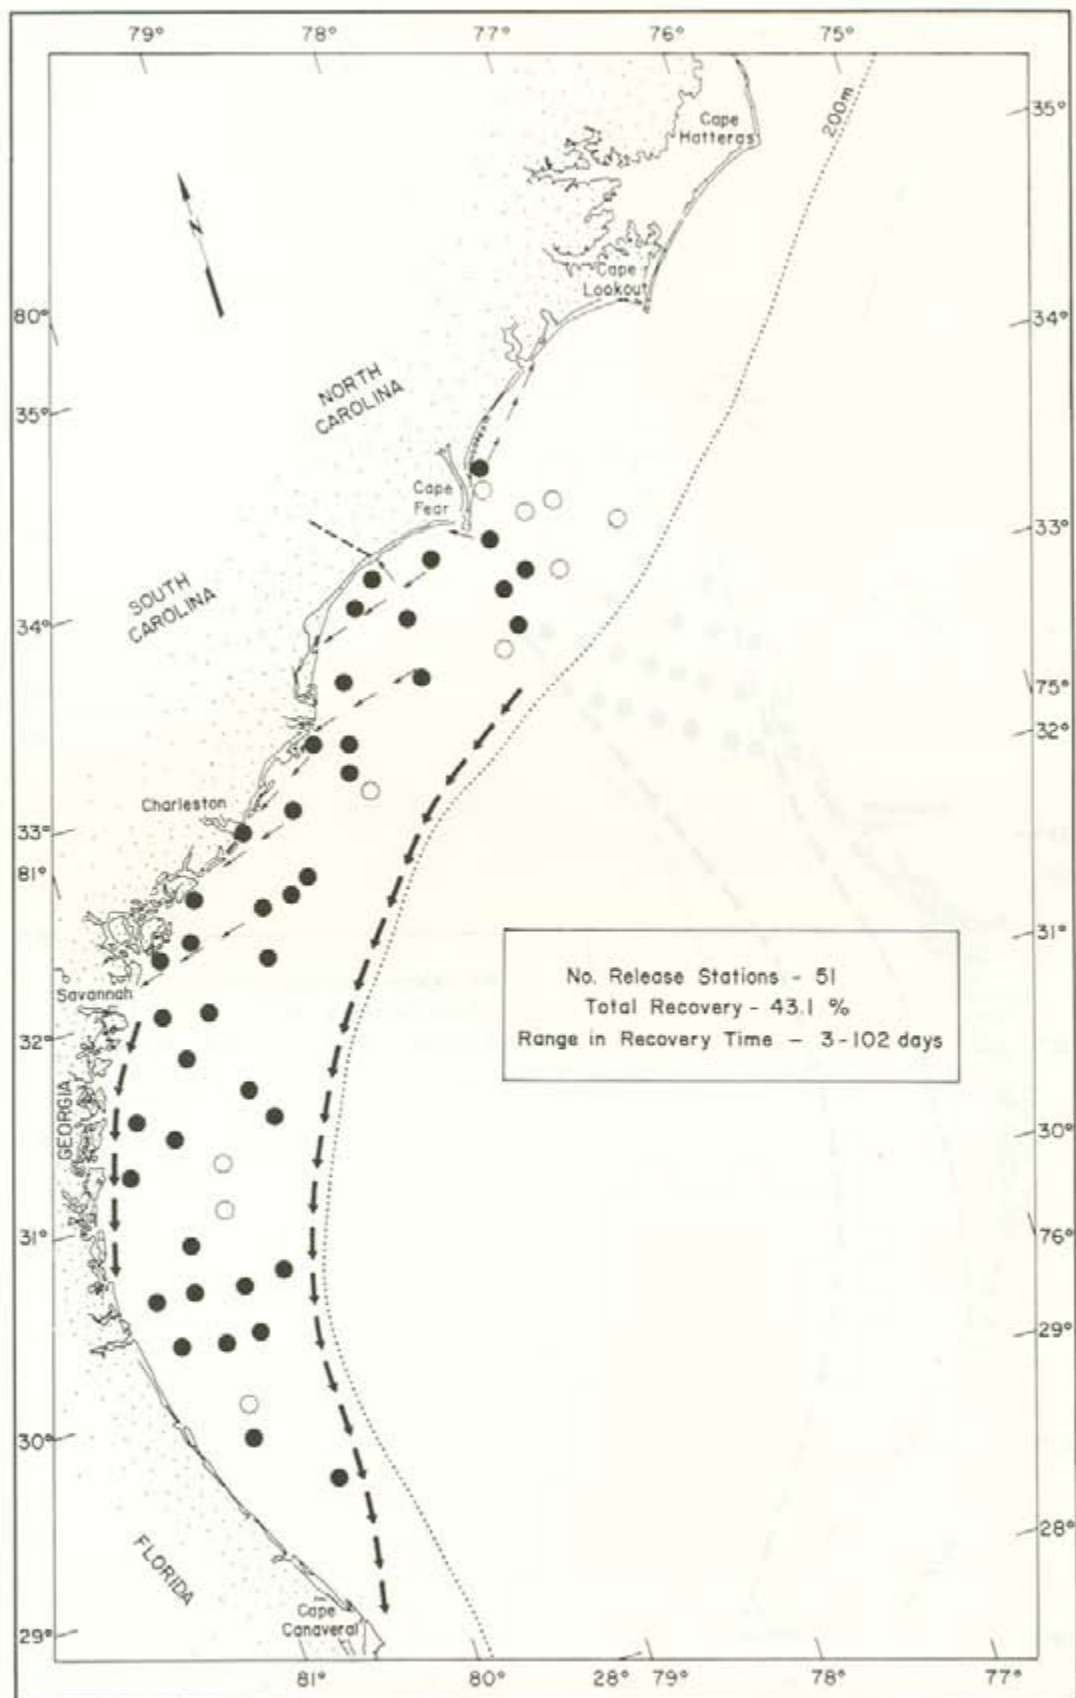 79° 78° 77° 76° 75°
200m
35°
Cape
Hatteras
N
Cape
Lookout
80°
34°
NORTH
CAROLINA
35°
Cape
Fear
33°
SOUTH
CAROLINA
34°
75°
32°
Charleston
33°
81°
31°
No. Release Stations - 51
Total Recovery - 43.1 %
Range in Recovery Time - 3-102 days
Savannah
32°
GEORGIA
30°
31°
76°
29°
30°
28°
FLORIDA
Cape
Canaveral
29°
81° 80° 28° 79° 78° 77°